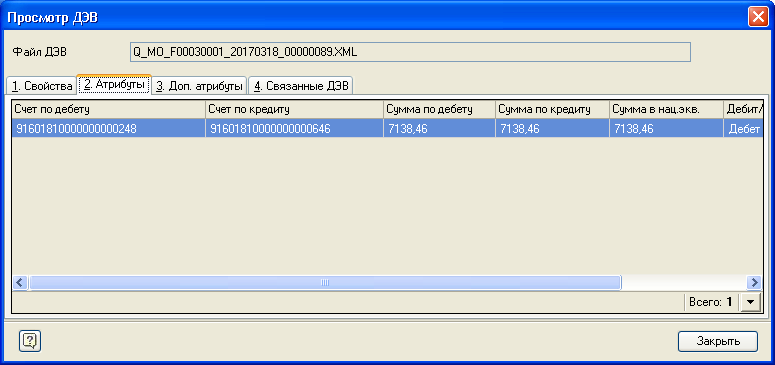 Просмотр ДЭВ
Файл ДЭВ Q_MO_F00030001_20170318_00000089.XML
1. Свойства 2. Атрибуты 3. Доп. атрибуты 4. Связанные ДЭВ
Счет по дебету Счет по кредиту Сумма по дебету Сумма по кредиту Сумма в нац.экв. Дебит/
91601810000000000248 91601810000000000646 7138,46 7138,46 7138,46 Дебет
Всего: 1
? Закрыть